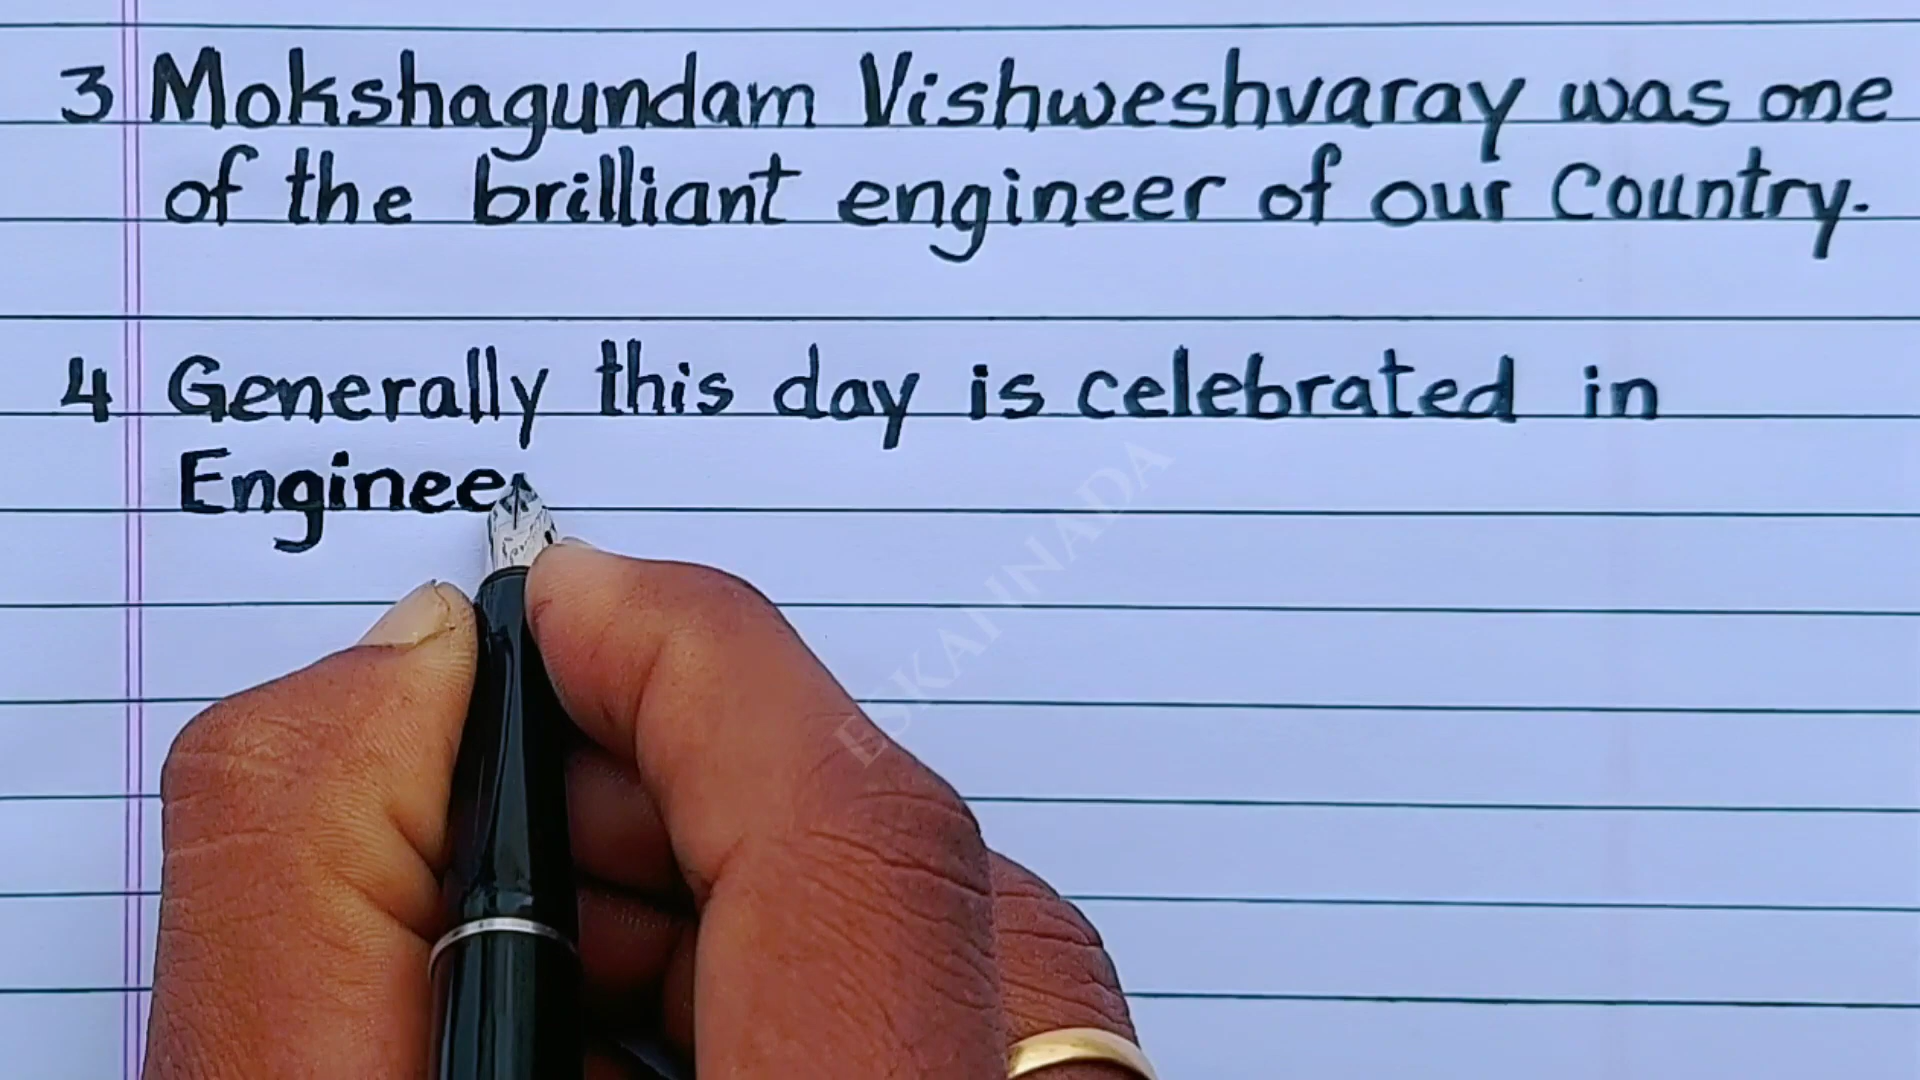 3 Mokshagundam Vishweshvaray was one
of the brilliant engineer of our Country.
4 Generally this day is celebrated in
Enginee
ESKANNADA